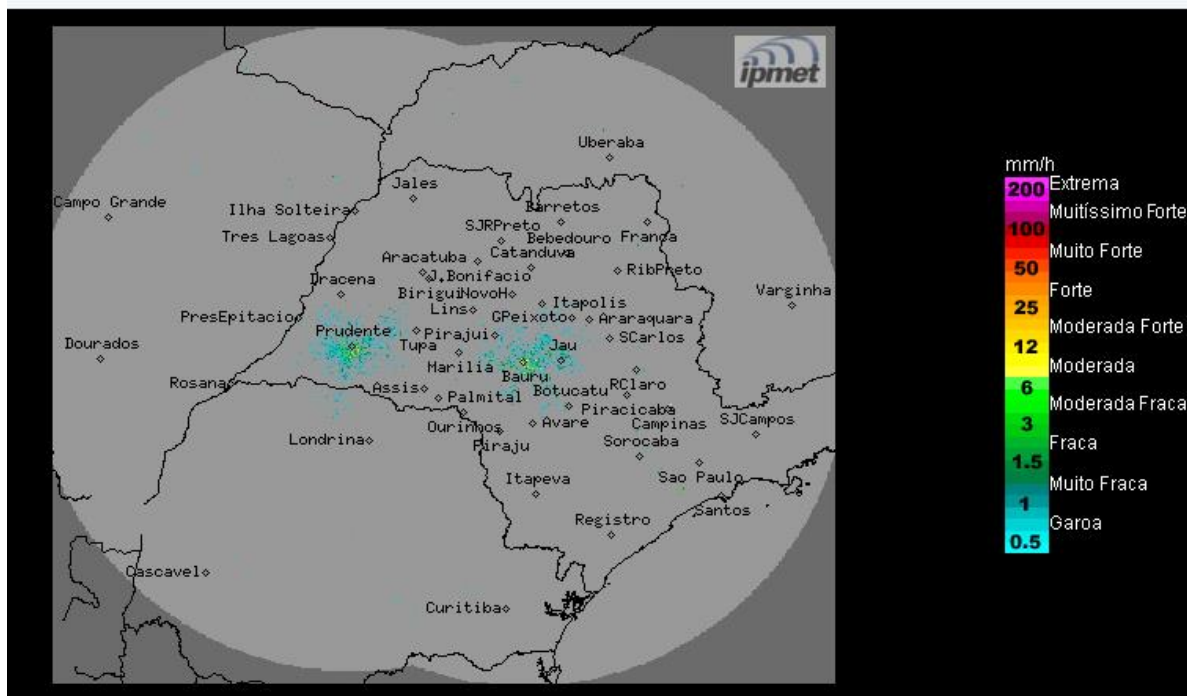 ipmet
Uberaba
mm/h
200 Extrema
Jales
Campo Grande
Ilha Solteira
Barretos
Muitíssimo Forte
SJRPreto
100
Tres Lagoas
Bebedouro
Franca
Aracatuba
Catanduva
Muito Forte
J.Bonifacio
RibPreto
50
Dracena
Birigui
NovoH
Itapolis
Varginha
Forte
Lins
25
PresEpitacio
GPeixoto
Araraquara
Prudente
Pirajui
Moderada Forte
Dourados
Tupa
Jau
SCarlos
12
Marilia
Moderada
Bauru
Rosana
Assis
Botucatu
RClaro
6
Palmital
Piracicaba
Moderada Fraca
Ourinhos
Avare
Campinas
SJCampos
3
Londrina
Piraju
Sorocaba
Fraca
1.5
Itapeva
Sao Paulo
Muito Fraca
1
Santos
Registro
Garoa
0.5
Cascavel
Curitiba